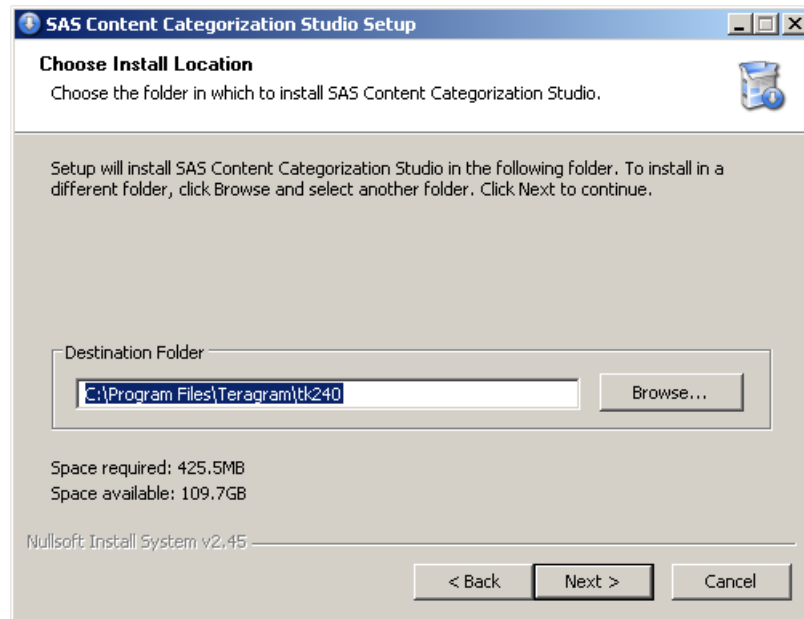 SAS Content Categorization Studio Setup
Choose Install Location
Choose the folder in which to install SAS Content Categorization Studio.
Setup will install SAS Content Categorization Studio in the following folder. To install in a
different folder, click Browse and select another folder. Click Next to continue.
Destination Folder
C:\Program Files\Teragram\tk240
Browse...
Space required: 425.5MB
Space available: 109.7GB
Nullsoft Install System v2.45
< Back
Next >
Cancel